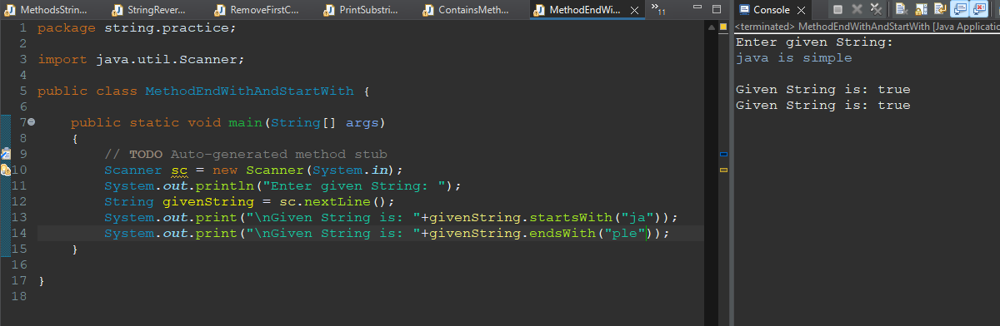 MethodsStrin... StringRever... RemoveFirstC... PrintSubstri... ContainsMeth... MethodEndWi... »11
1 package string.practice;
2
3 import java.util.Scanner;
4
5 public class MethodEndWithAndStartWith {
6
7 public static void main(String[] args)
8 {
9 // TODO Auto-generated method stub
10 Scanner sc = new Scanner(System.in);
11 System.out.println("Enter given String: ");
12 String givenString = sc.nextLine();
13 System.out.print("\nGiven String is: "+givenString.startsWith("ja"));
14 System.out.print("\nGiven String is: "+givenString.endsWith("ple"));
15 }
16
17 }
18
Console
<terminated> MethodEndWithAndStartWith [Java Applicatio
Enter given String:
java is simple
Given String is: true
Given String is: true